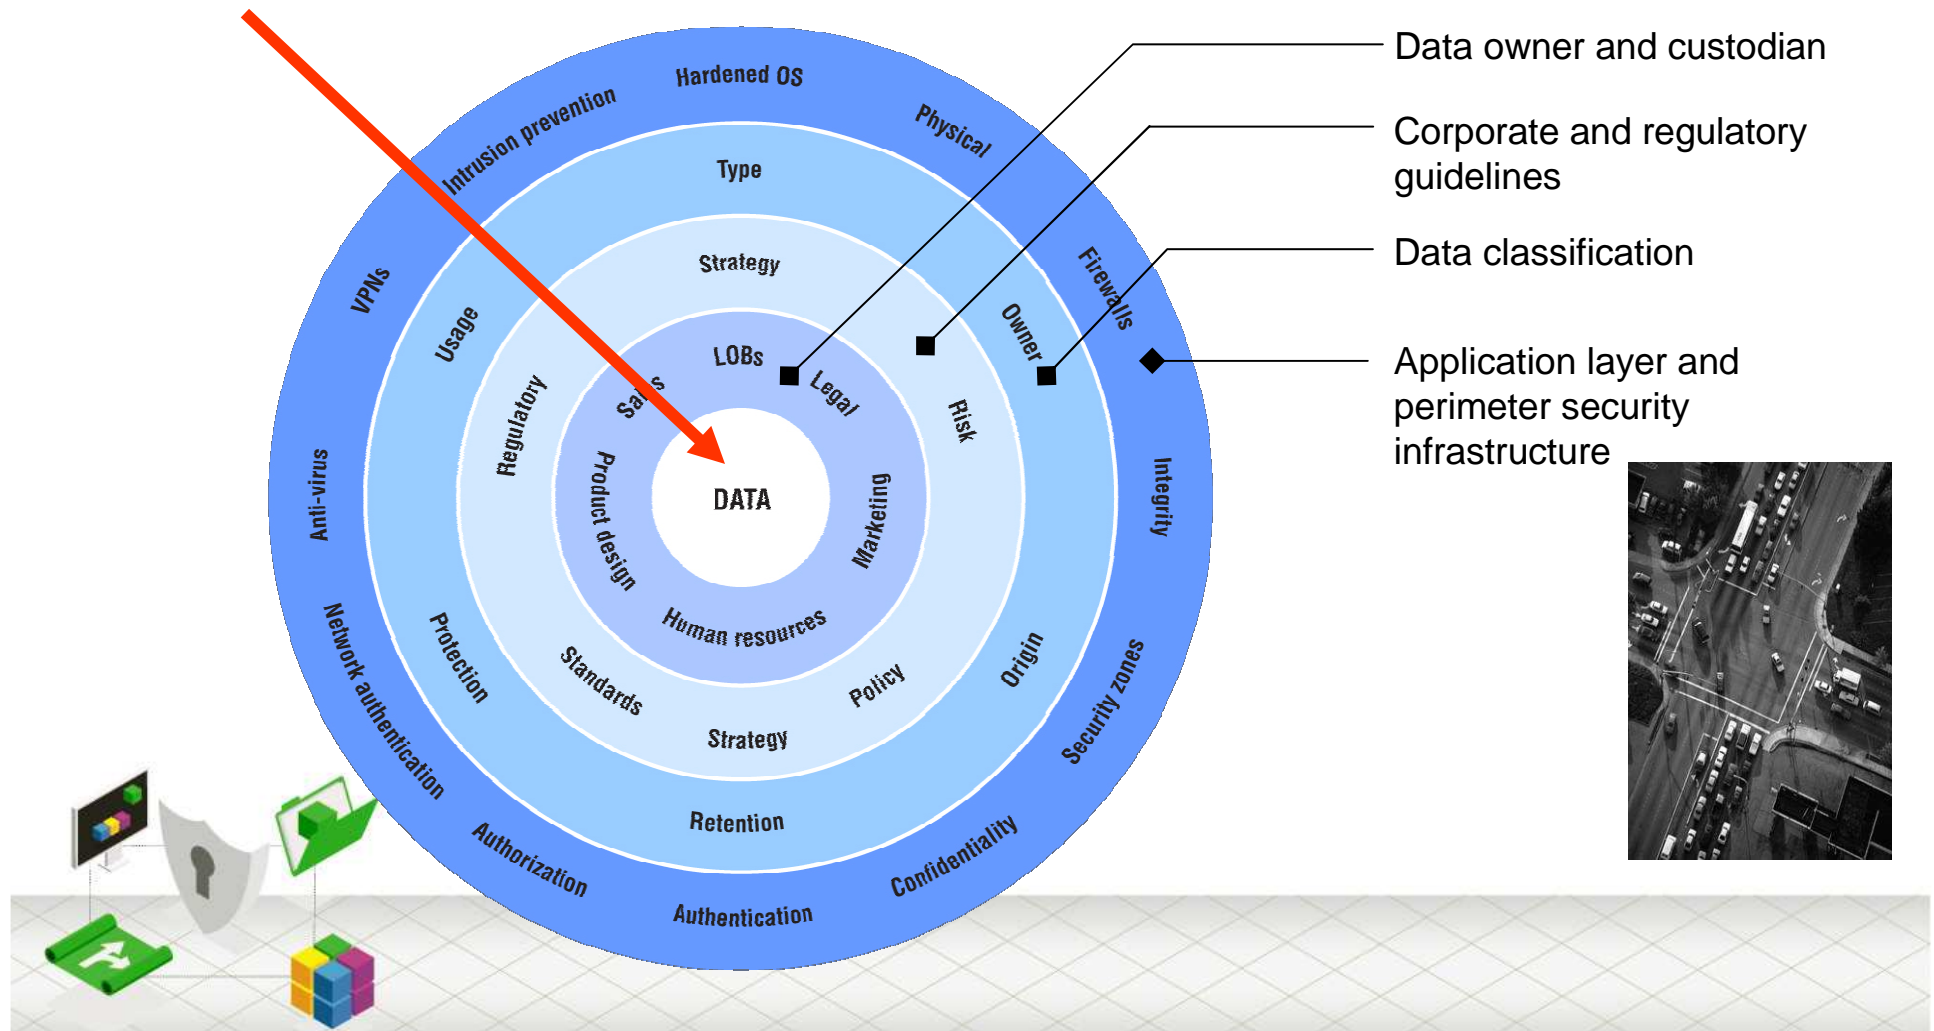 Data owner and custodian
Corporate and regulatory
guidelines
Data classification
Application layer and
perimeter security
infrastructure
Hardened OS
Physical
Firewalls
Integrity
Security zones
Confidentiality
Authentication
Authorization
Network authentication
Anti-virus
VPNs
Intrusion prevention
Type
Owner
Origin
Retention
Protection
Usage
Strategy
Risk
Policy
Strategy
Standards
Regulatory
LOBs
Legal
Marketing
Human resources
Product design
DATA